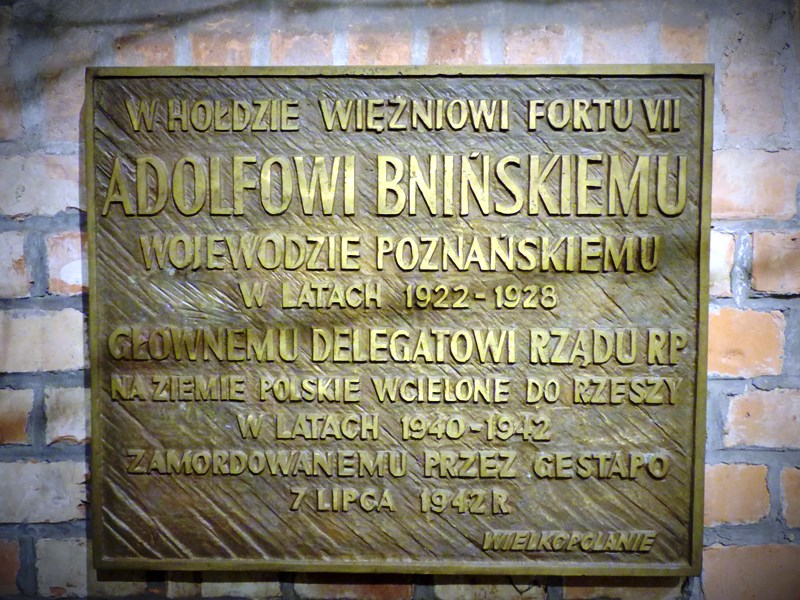 W HOŁDZIE WIĘŹNIOWI FORTU VII
ADOLFOWI BNIŃSKIEMU
WOJEWODZIE POZNAŃSKIEMU
W LATACH 1922-1928
GŁOWNEMU DELEGATOWI RZĄDU RP
NA ZIEMIE POLSKIE WCIELONE DO RZESZY
W LATACH 1940-1942
ZAMORDOWANEMU PRZEZ GESTAPO
7 LIPCA 1942 R.
WIELKOPOLANIE